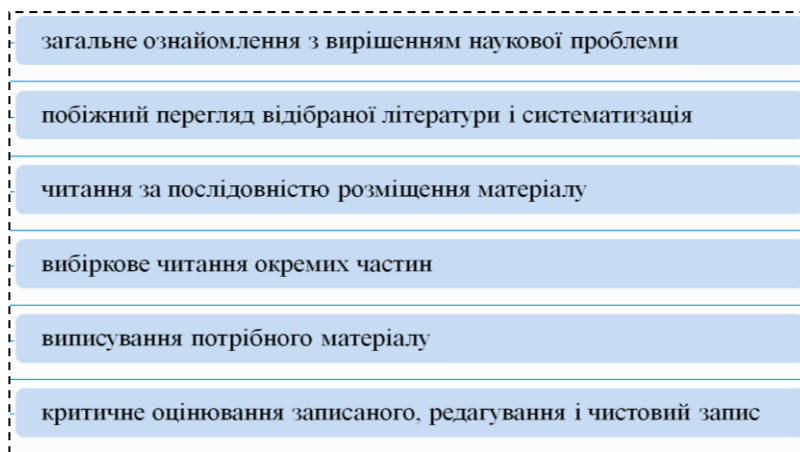 загальне ознайомлення з вирішенням наукової проблеми
побіжний перегляд відібраної літератури і систематизація
читання за послідовністю розміщення матеріалу
вибіркове читання окремих частин
виписування потрібного матеріалу
критичне оцінювання записаного, редагування і чистовий запис